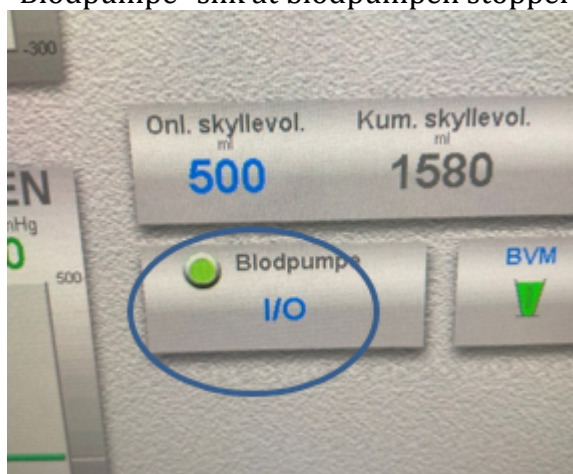 Blodpumpe" slik at blodpumpen stopper
-300
Onl. skyllevol. Kum. skyllevol.
ml ml
500 1580
EN
mHg
0
500
Blodpumpe
I/O
BVM